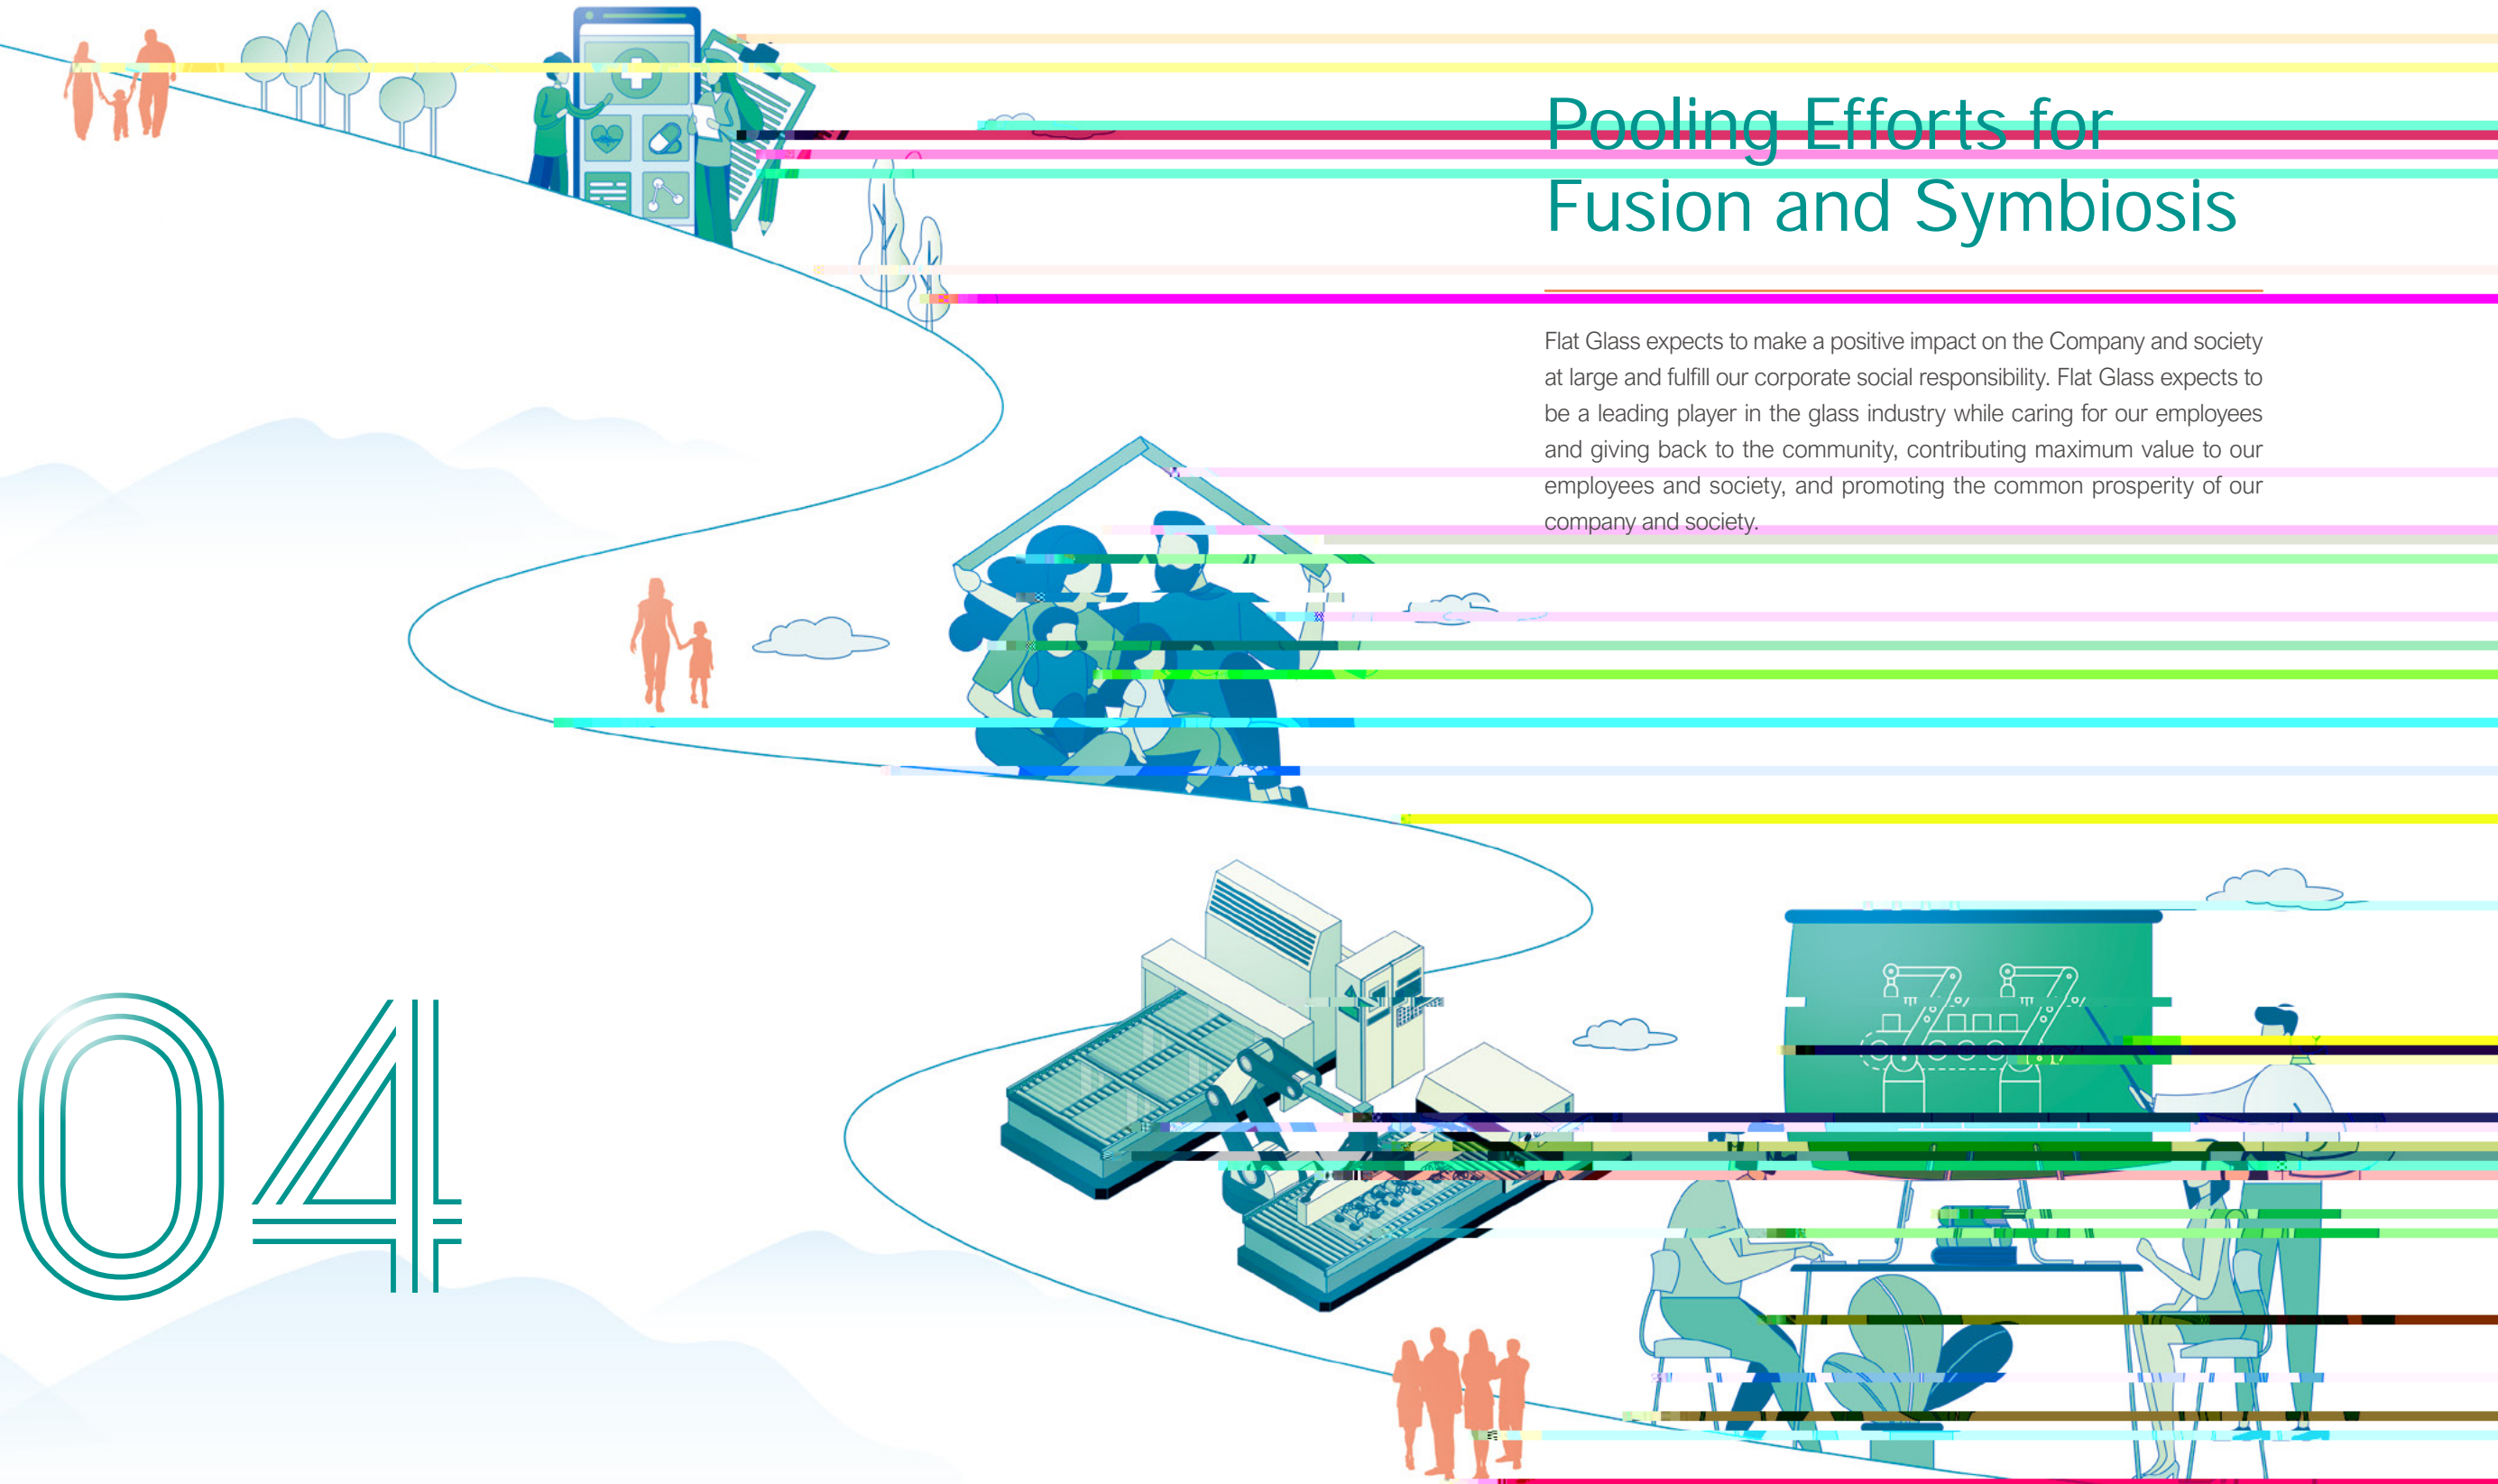 Pooling Efforts for
Fusion and Symbiosis
Flat Glass expects to make a positive impact on the Company and society
at large and fulfill our corporate social responsibility. Flat Glass expects to
be a leading player in the glass industry while caring for our employees
and giving back to the community, contributing maximum value to our
employees and society, and promoting the common prosperity of our
company and society.
04